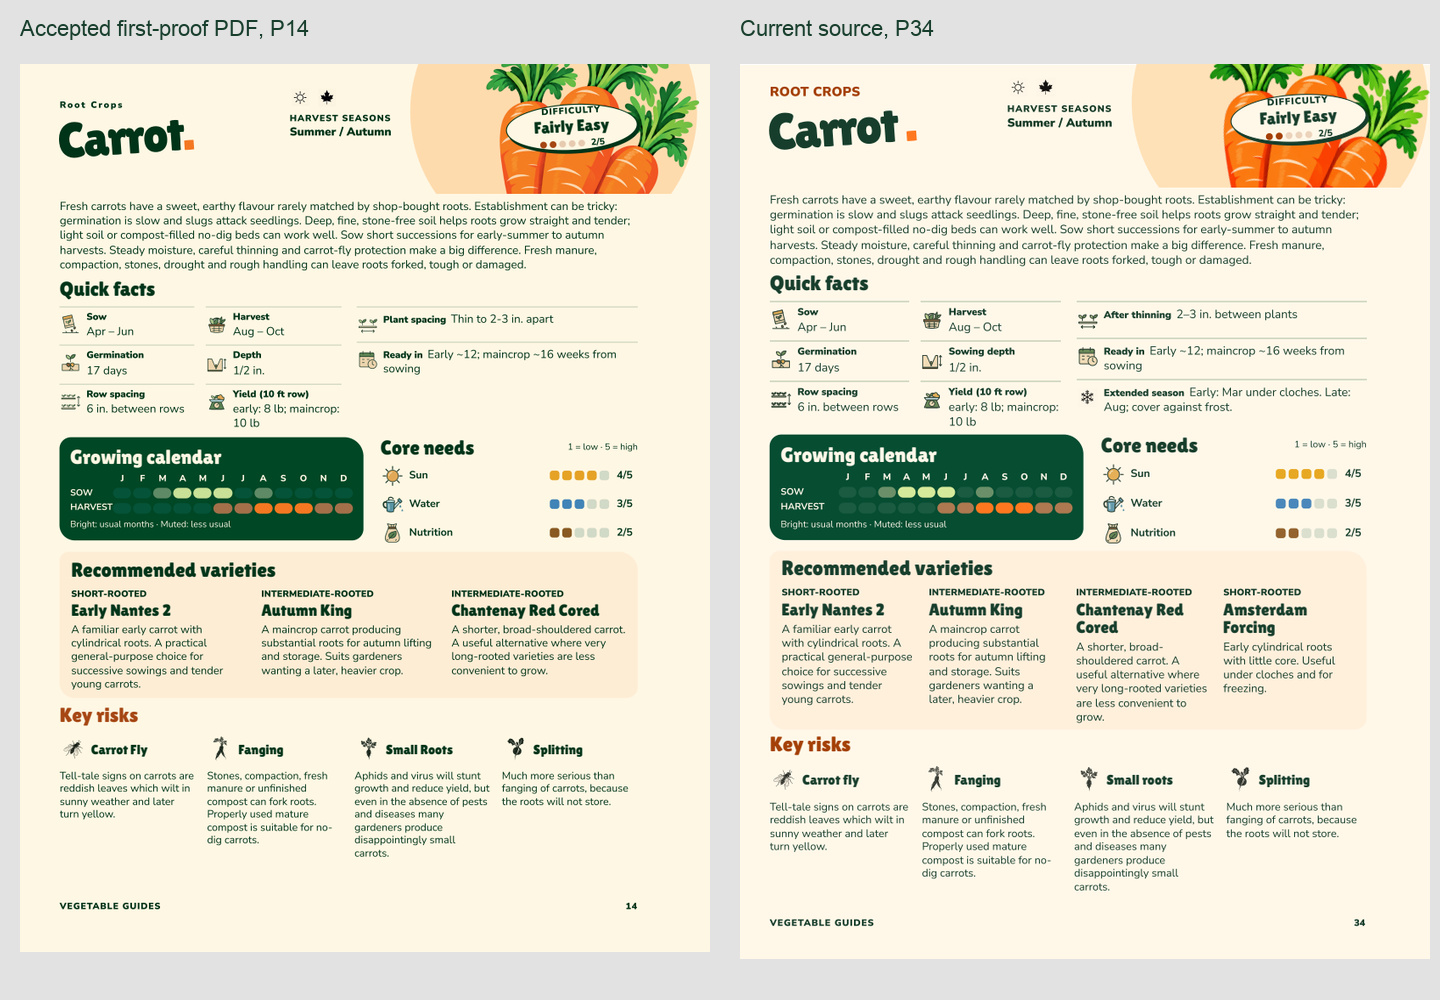 Accepted first-proof PDF, P14
Root Crops
Carrot.
HARVEST SEASONS
Summer / Autumn
DIFFICULTY
Fairly Easy
2/5
Fresh carrots have a sweet, earthy flavour rarely matched by shop-bought roots. Establishment can be tricky:
germination is slow and slugs attack seedlings. Deep, fine, stone-free soil helps roots grow straight and tender;
light soil or compost-filled no-dig beds can work well. Sow short successions for early-summer to autumn
harvests. Steady moisture, careful thinning and carrot-fly protection make a big difference. Fresh manure,
compaction, stones, drought and rough handling can leave roots forked, tough or damaged.
Quick facts
Sow
Apr – Jun
Harvest
Aug – Oct
Plant spacing Thin to 2-3 in. apart
Germination
17 days
Depth
1/2 in.
Ready in Early ~12; maincrop ~16 weeks from
sowing
Row spacing
6 in. between rows
Yield (10 ft row)
early: 8 lb; maincrop:
10 lb
Growing calendar
J F M A M J J A S O N D
SOW
HARVEST
Bright: usual months · Muted: less usual
Core needs
1 = low · 5 = high
Sun 4/5
Water 3/5
Nutrition 2/5
Recommended varieties
SHORT-ROOTED
Early Nantes 2
A familiar early carrot with
cylindrical roots. A practical
general-purpose choice for
successive sowings and tender
young carrots.
INTERMEDIATE-ROOTED
Autumn King
A maincrop carrot producing
substantial roots for autumn lifting
and storage. Suits gardeners
wanting a later, heavier crop.
INTERMEDIATE-ROOTED
Chantenay Red Cored
A shorter, broad-shouldered carrot.
A useful alternative where very
long-rooted varieties are less
convenient to grow.
Key risks
Carrot Fly
Tell-tale signs on carrots are
reddish leaves which wilt in
sunny weather and later
turn yellow.
Fanging
Stones, compaction, fresh
manure or unfinished
compost can fork roots.
Properly used mature
compost is suitable for no-
dig carrots.
Small Roots
Aphids and virus will stunt
growth and reduce yield, but
even in the absence of pests
and diseases many
gardeners produce
disappointingly small
carrots.
Splitting
Much more serious than
fanging of carrots, because
the roots will not store.
VEGETABLE GUIDES
14
Current source, P34
ROOT CROPS
Carrot.
HARVEST SEASONS
Summer / Autumn
DIFFICULTY
Fairly Easy
2/5
Fresh carrots have a sweet, earthy flavour rarely matched by shop-bought roots. Establishment can be tricky:
germination is slow and slugs attack seedlings. Deep, fine, stone-free soil helps roots grow straight and tender;
light soil or compost-filled no-dig beds can work well. Sow short successions for early-summer to autumn
harvests. Steady moisture, careful thinning and carrot-fly protection make a big difference. Fresh manure,
compaction, stones, drought and rough handling can leave roots forked, tough or damaged.
Quick facts
Sow
Apr – Jun
Harvest
Aug – Oct
After thinning 2–3 in. between plants
Germination
17 days
Sowing depth
1/2 in.
Ready in Early ~12; maincrop ~16 weeks from
sowing
Row spacing
6 in. between rows
Yield (10 ft row)
early: 8 lb; maincrop:
10 lb
Extended season Early: Mar under cloches. Late:
Aug; cover against frost.
Growing calendar
J F M A M J J A S O N D
SOW
HARVEST
Bright: usual months · Muted: less usual
Core needs
1 = low · 5 = high
Sun 4/5
Water 3/5
Nutrition 2/5
Recommended varieties
SHORT-ROOTED
Early Nantes 2
A familiar early carrot
with cylindrical roots. A
practical general-purpose
choice for successive
sowings and tender
young carrots.
INTERMEDIATE-ROOTED
Autumn King
A maincrop carrot
producing substantial
roots for autumn lifting
and storage. Suits
gardeners wanting a
later, heavier crop.
INTERMEDIATE-ROOTED
Chantenay Red
Cored
A shorter, broad-
shouldered carrot. A
useful alternative where
very long-rooted varieties
are less convenient to
grow.
SHORT-ROOTED
Amsterdam
Forcing
Early cylindrical roots
with little core. Useful
under cloches and for
freezing.
Key risks
Carrot fly
Tell-tale signs on carrots are
reddish leaves which wilt in
sunny weather and later
turn yellow.
Fanging
Stones, compaction, fresh
manure or unfinished
compost can fork roots.
Properly used mature
compost is suitable for no-
dig carrots.
Small roots
Aphids and virus will stunt
growth and reduce yield, but
even in the absence of pests
and diseases many
gardeners produce
disappointingly small
carrots.
Splitting
Much more serious than
fanging of carrots, because
the roots will not store.
VEGETABLE GUIDES
34